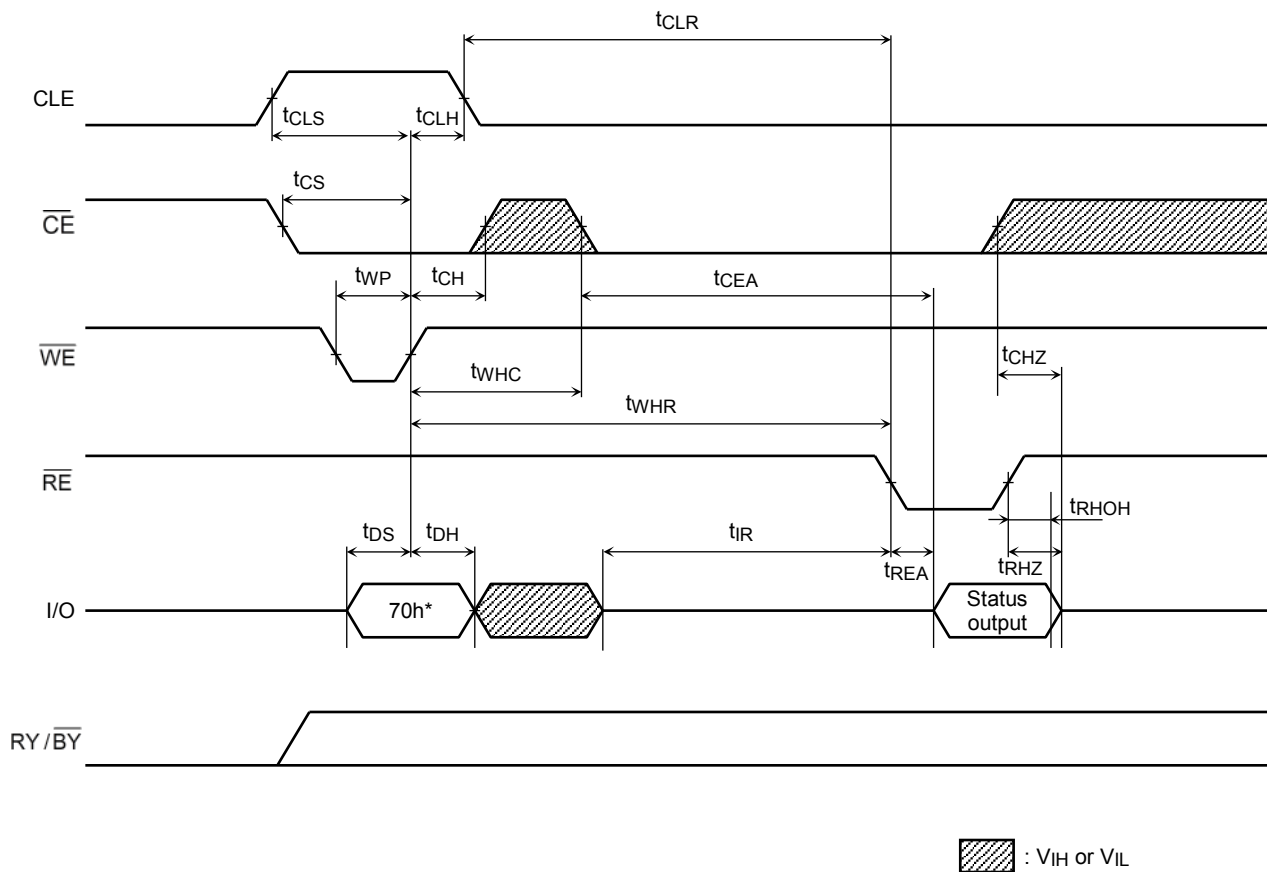 tCLR
CLE
tCLS
tCLH
tCS
CE
tWP
tCH
tCEA
WE
tCHZ
tWHC
tWHR
RE
tRHOH
tDS
tDH
tIR
tREA
tRHZ
I/O
70h*
Status
output
RY / BY
: VIH or VIL